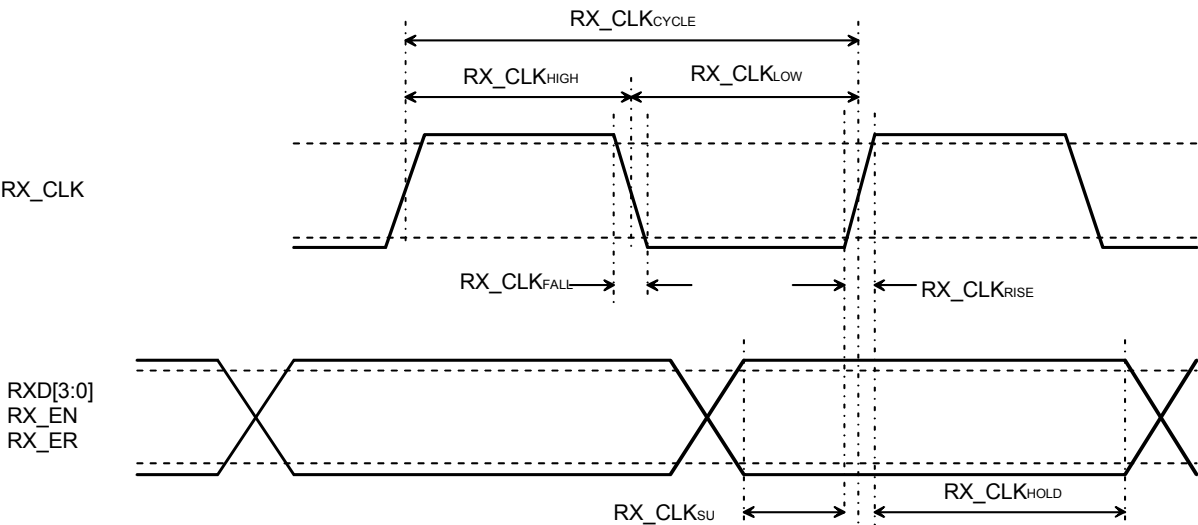 RX_CLKCYCLE
RX_CLKHIGH
RX_CLKLOW
RX_CLK
RX_CLKFALL
RX_CLKRISE
RXD[3:0]
RX_EN
RX_ER
RX_CLKSU
RX_CLKHOLD